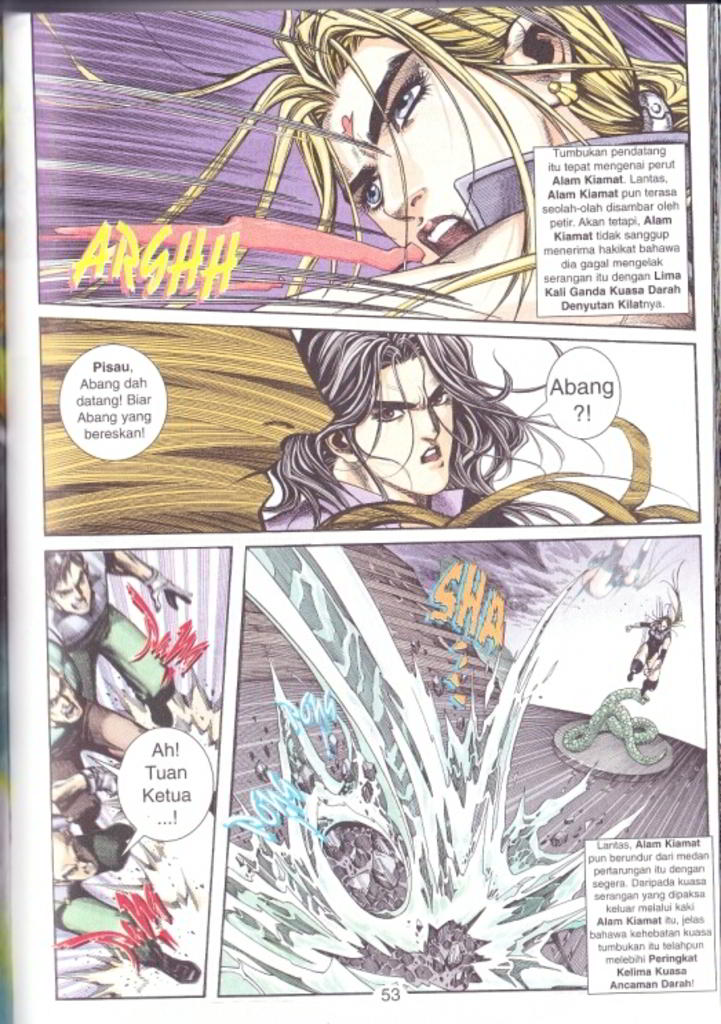 Tumbukan pendatang
itu tepat mengenai perut
Alam Kiamat. Lantas,
Alam Kiamat pun terasa
seolah-olah disambar oleh
petir. Akan tetapi, Alam
Kiamat tidak sanggup
menerima hakikat bahawa
dia gagal mengelak
serangan itu dengan Lima
Kali Ganda Kuasa Darah
Denyutan Kilatnya.
ARGHH
Pisau,
Abang dah
datang! Biar
Abang yang
bereskan!
Abang
?!
Ah!
Tuan
Ketua
...!
SHA
Lantas, Alam Kiamat
pun berundur dari medan
pertarungan itu dengan
segera. Daripada kuasa
serangan yang dipaksa
keluar melalui kaki
Alam Kiamat itu, jelas
bahawa kehebatan kuasa
tumbukan itu telahpun
melebihi Peringkat
Kelima Kuasa
Ancaman Darah!
53